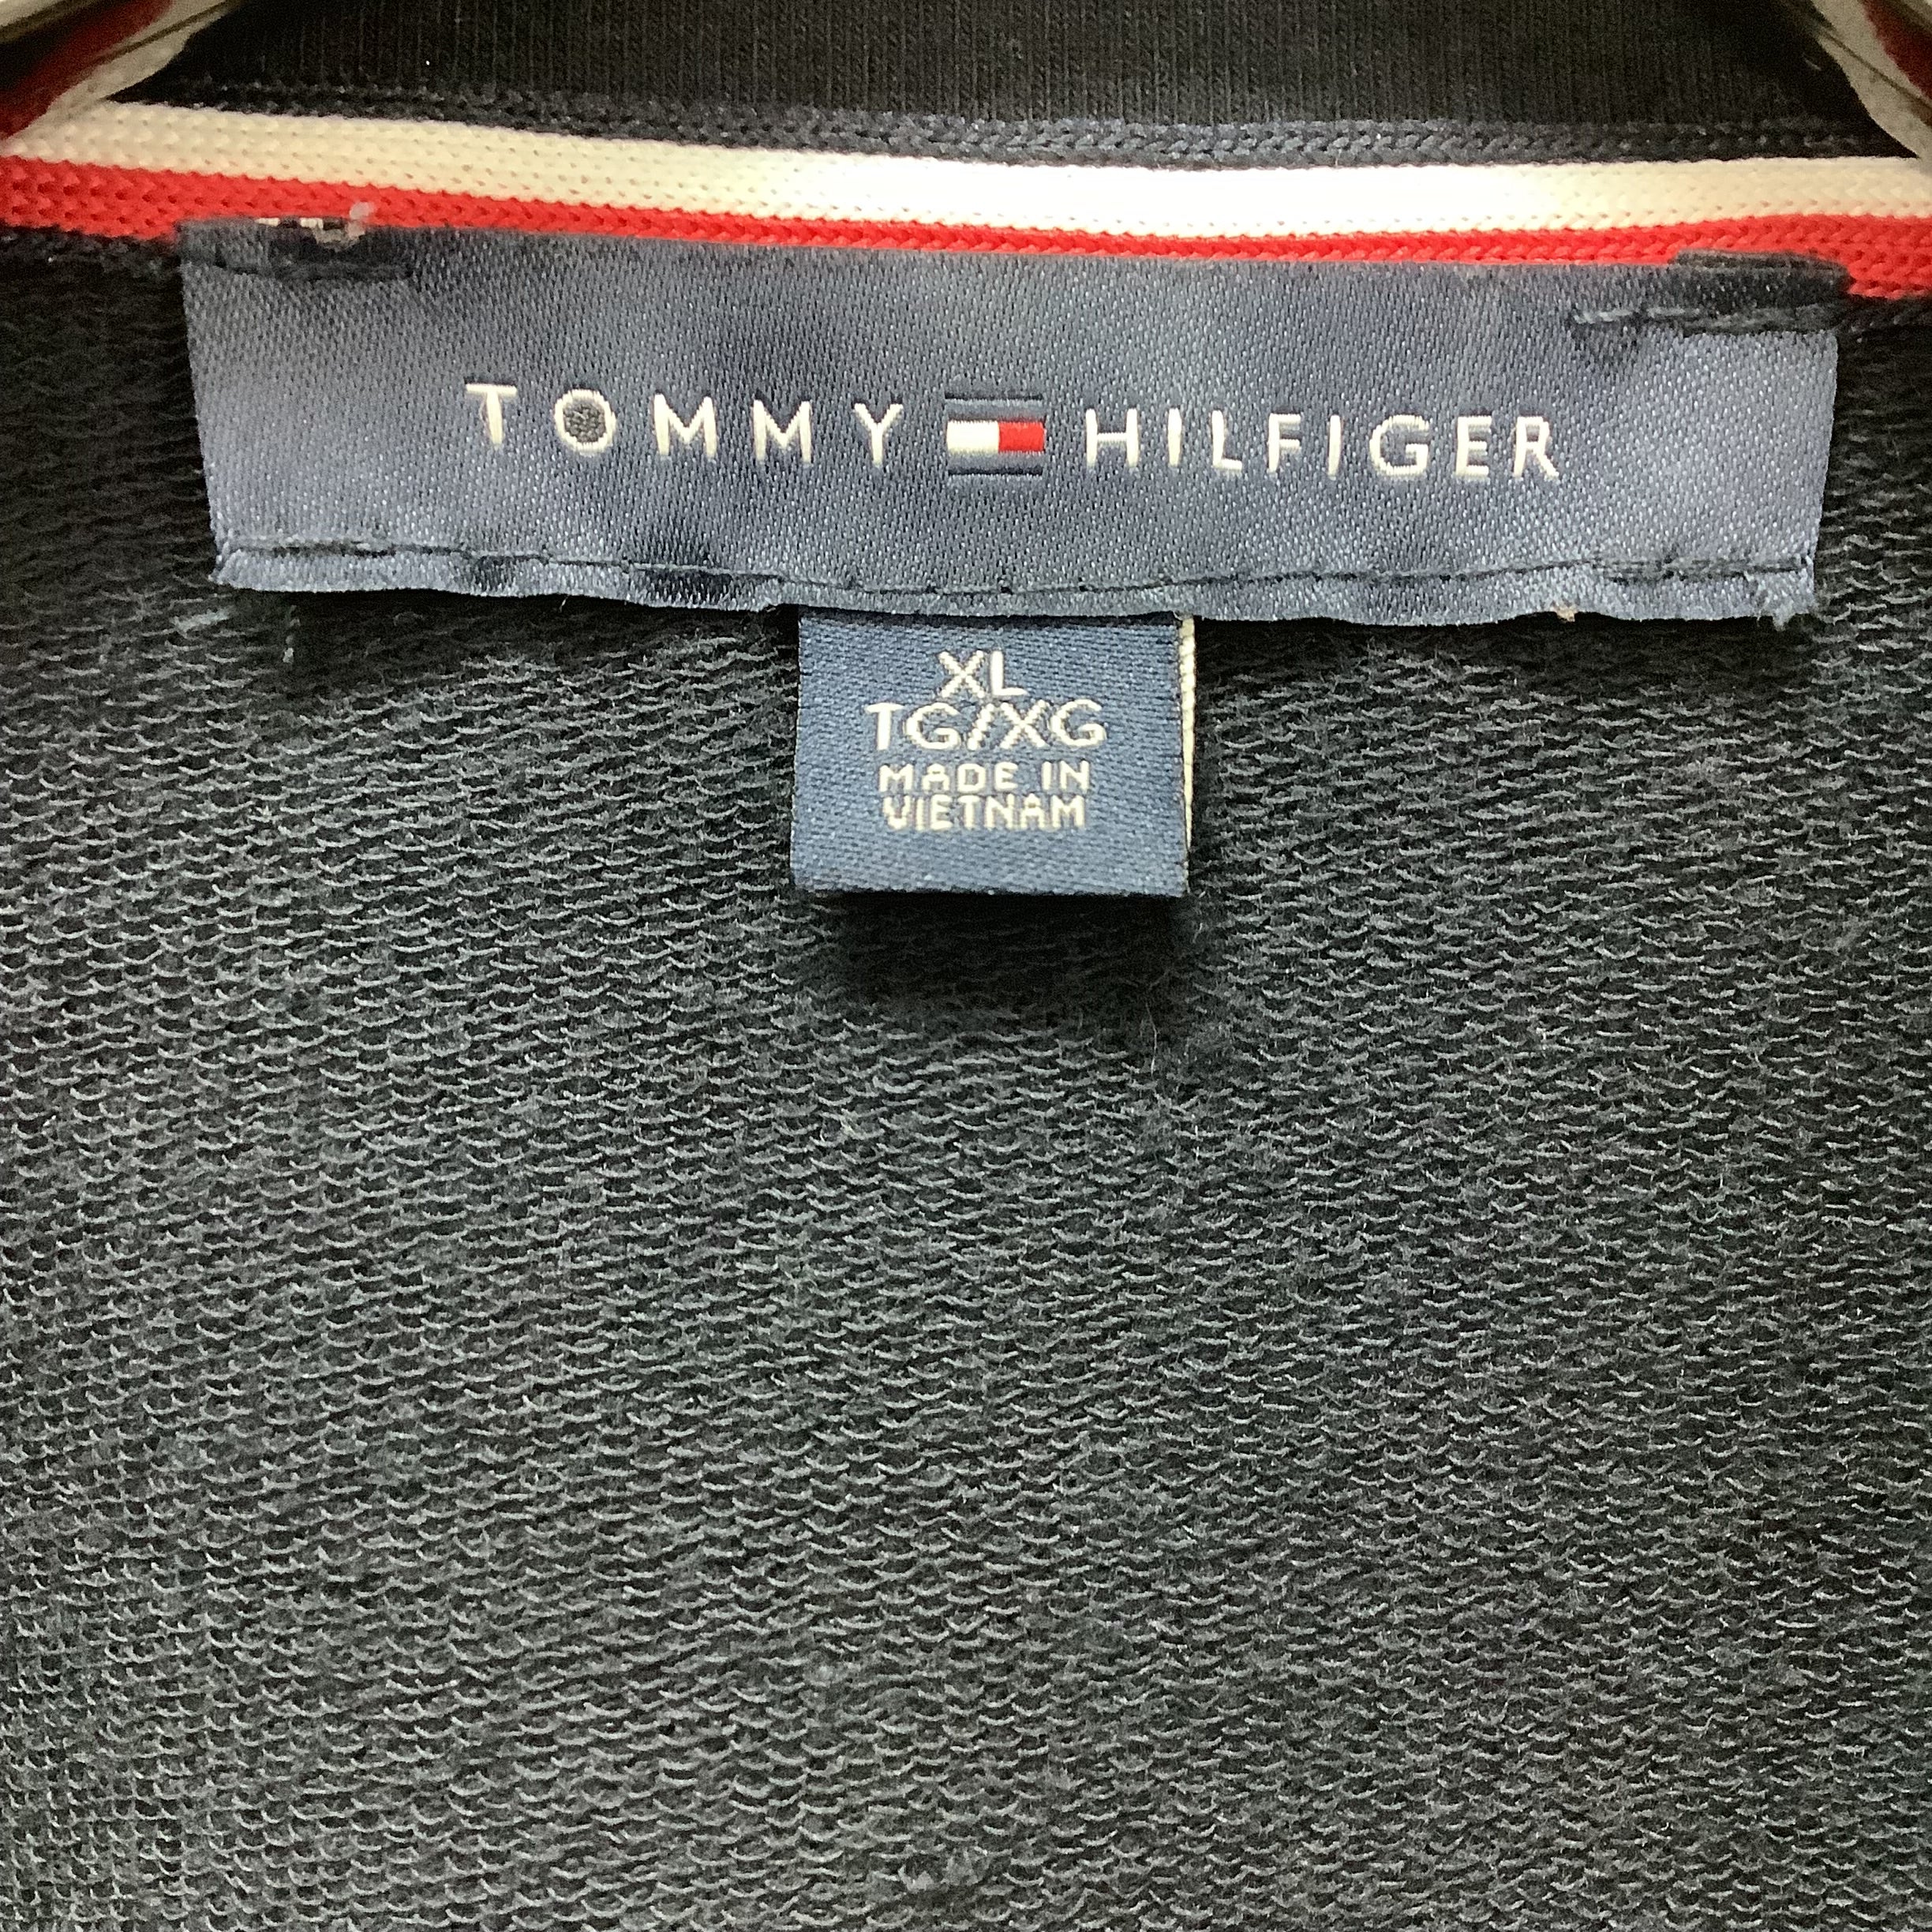 TOMMY HILFIGER
XL
TG/XG
MADE IN
VIETNAM